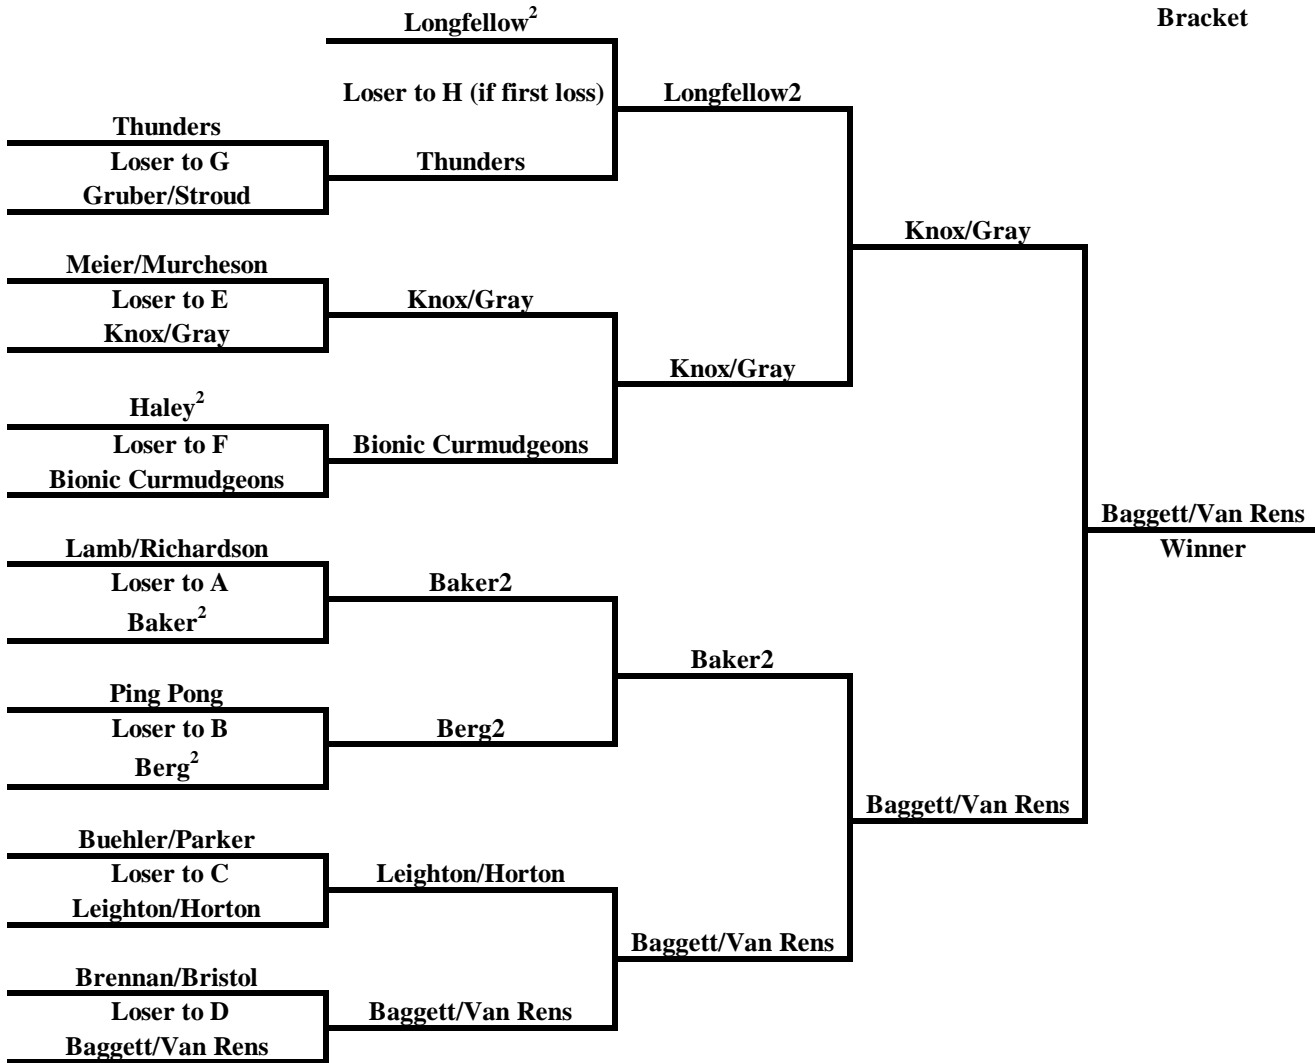 Longfellow²
Bracket
Loser to H (if first loss)
Longfellow2
Thunders
Loser to G
Thunders
Gruber/Stroud
Knox/Gray
Meier/Murcheson
Loser to E
Knox/Gray
Knox/Gray
Knox/Gray
Haley²
Loser to F
Bionic Curmudgeons
Bionic Curmudgeons
Baggett/Van Rens
Winner
Lamb/Richardson
Loser to A
Baker2
Baker²
Baker2
Ping Pong
Loser to B
Berg2
Berg²
Baggett/Van Rens
Buehler/Parker
Loser to C
Leighton/Horton
Leighton/Horton
Baggett/Van Rens
Brennan/Bristol
Loser to D
Baggett/Van Rens
Baggett/Van Rens